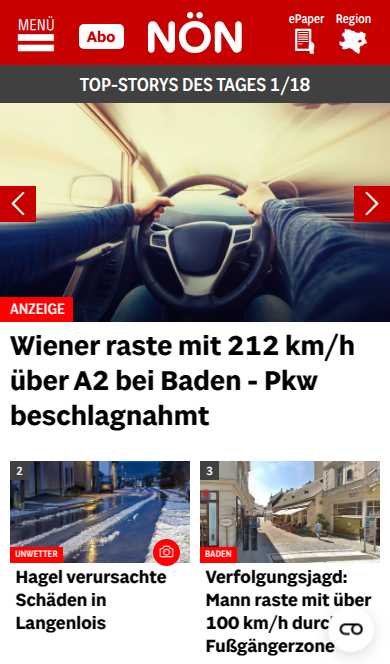 MENÜ
Abo
NÖN
ePaper
Region
TOP-STORYS DES TAGES 1/18
ANZEIGE
Wiener raste mit 212 km/h
über A2 bei Baden - Pkw
beschlagnahmt
2
UNWETTER
Hagel verursachte
Schäden in
Langenlois
3
BADEN
Verfolgungsjagd:
Mann raste mit über
100 km/h durc
Fußgängerzone